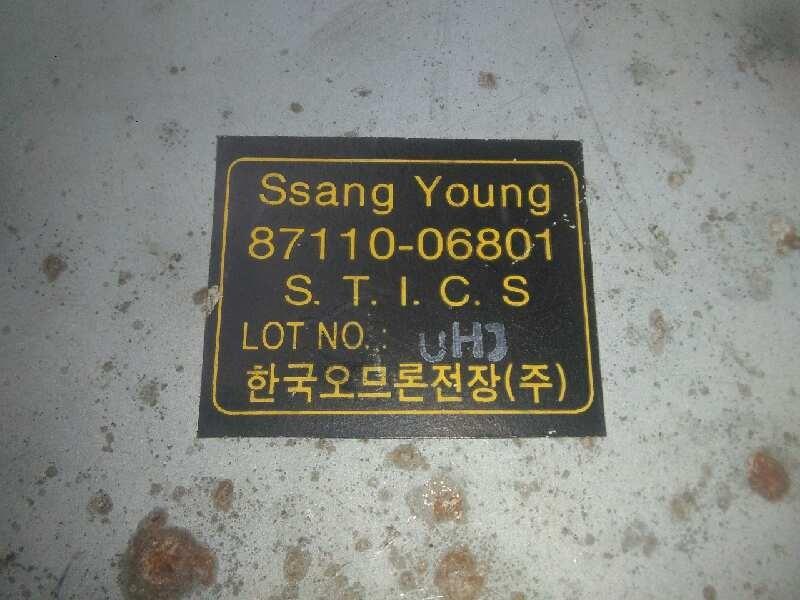 Ssang Young
87110-06801
S. T. I. C. S
LOT NO.: UHJ
한국오므론전장(주)